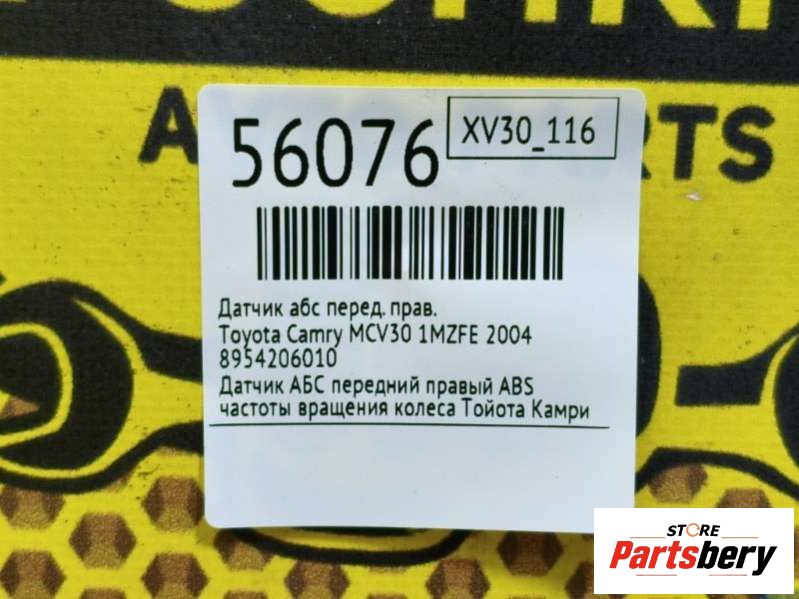 56076
XV30_116
Датчик абс перед. прав.
Toyota Camry MCV30 1MZFE 2004
8954206010
Датчик АБС передний правый ABS
частоты вращения колеса Тойота Камри
STORE
Partsbery